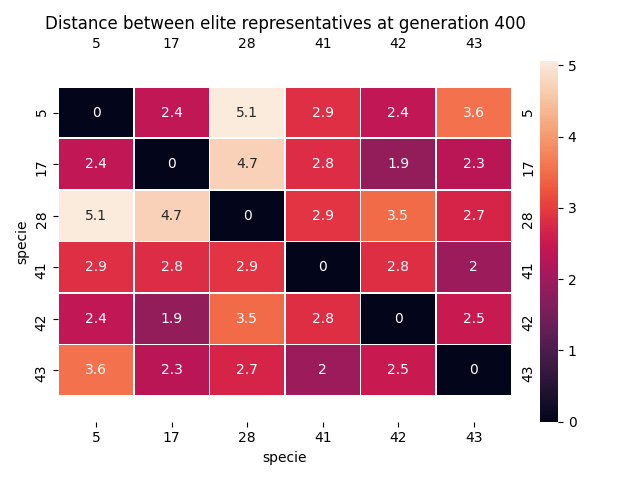 Distance between elite representatives at generation 400
5 17 28 41 42 43
5 0 2.4 5.1 2.9 2.4 3.6 5
17 2.4 0 4.7 2.8 1.9 2.3 17
28 5.1 4.7 0 2.9 3.5 2.7 28
41 2.9 2.8 2.9 0 2.8 2 41
42 2.4 1.9 3.5 2.8 0 2.5 42
43 3.6 2.3 2.7 2 2.5 0 43
5 17 28 41 42 43
specie
specie
5
4
3
2
1
0